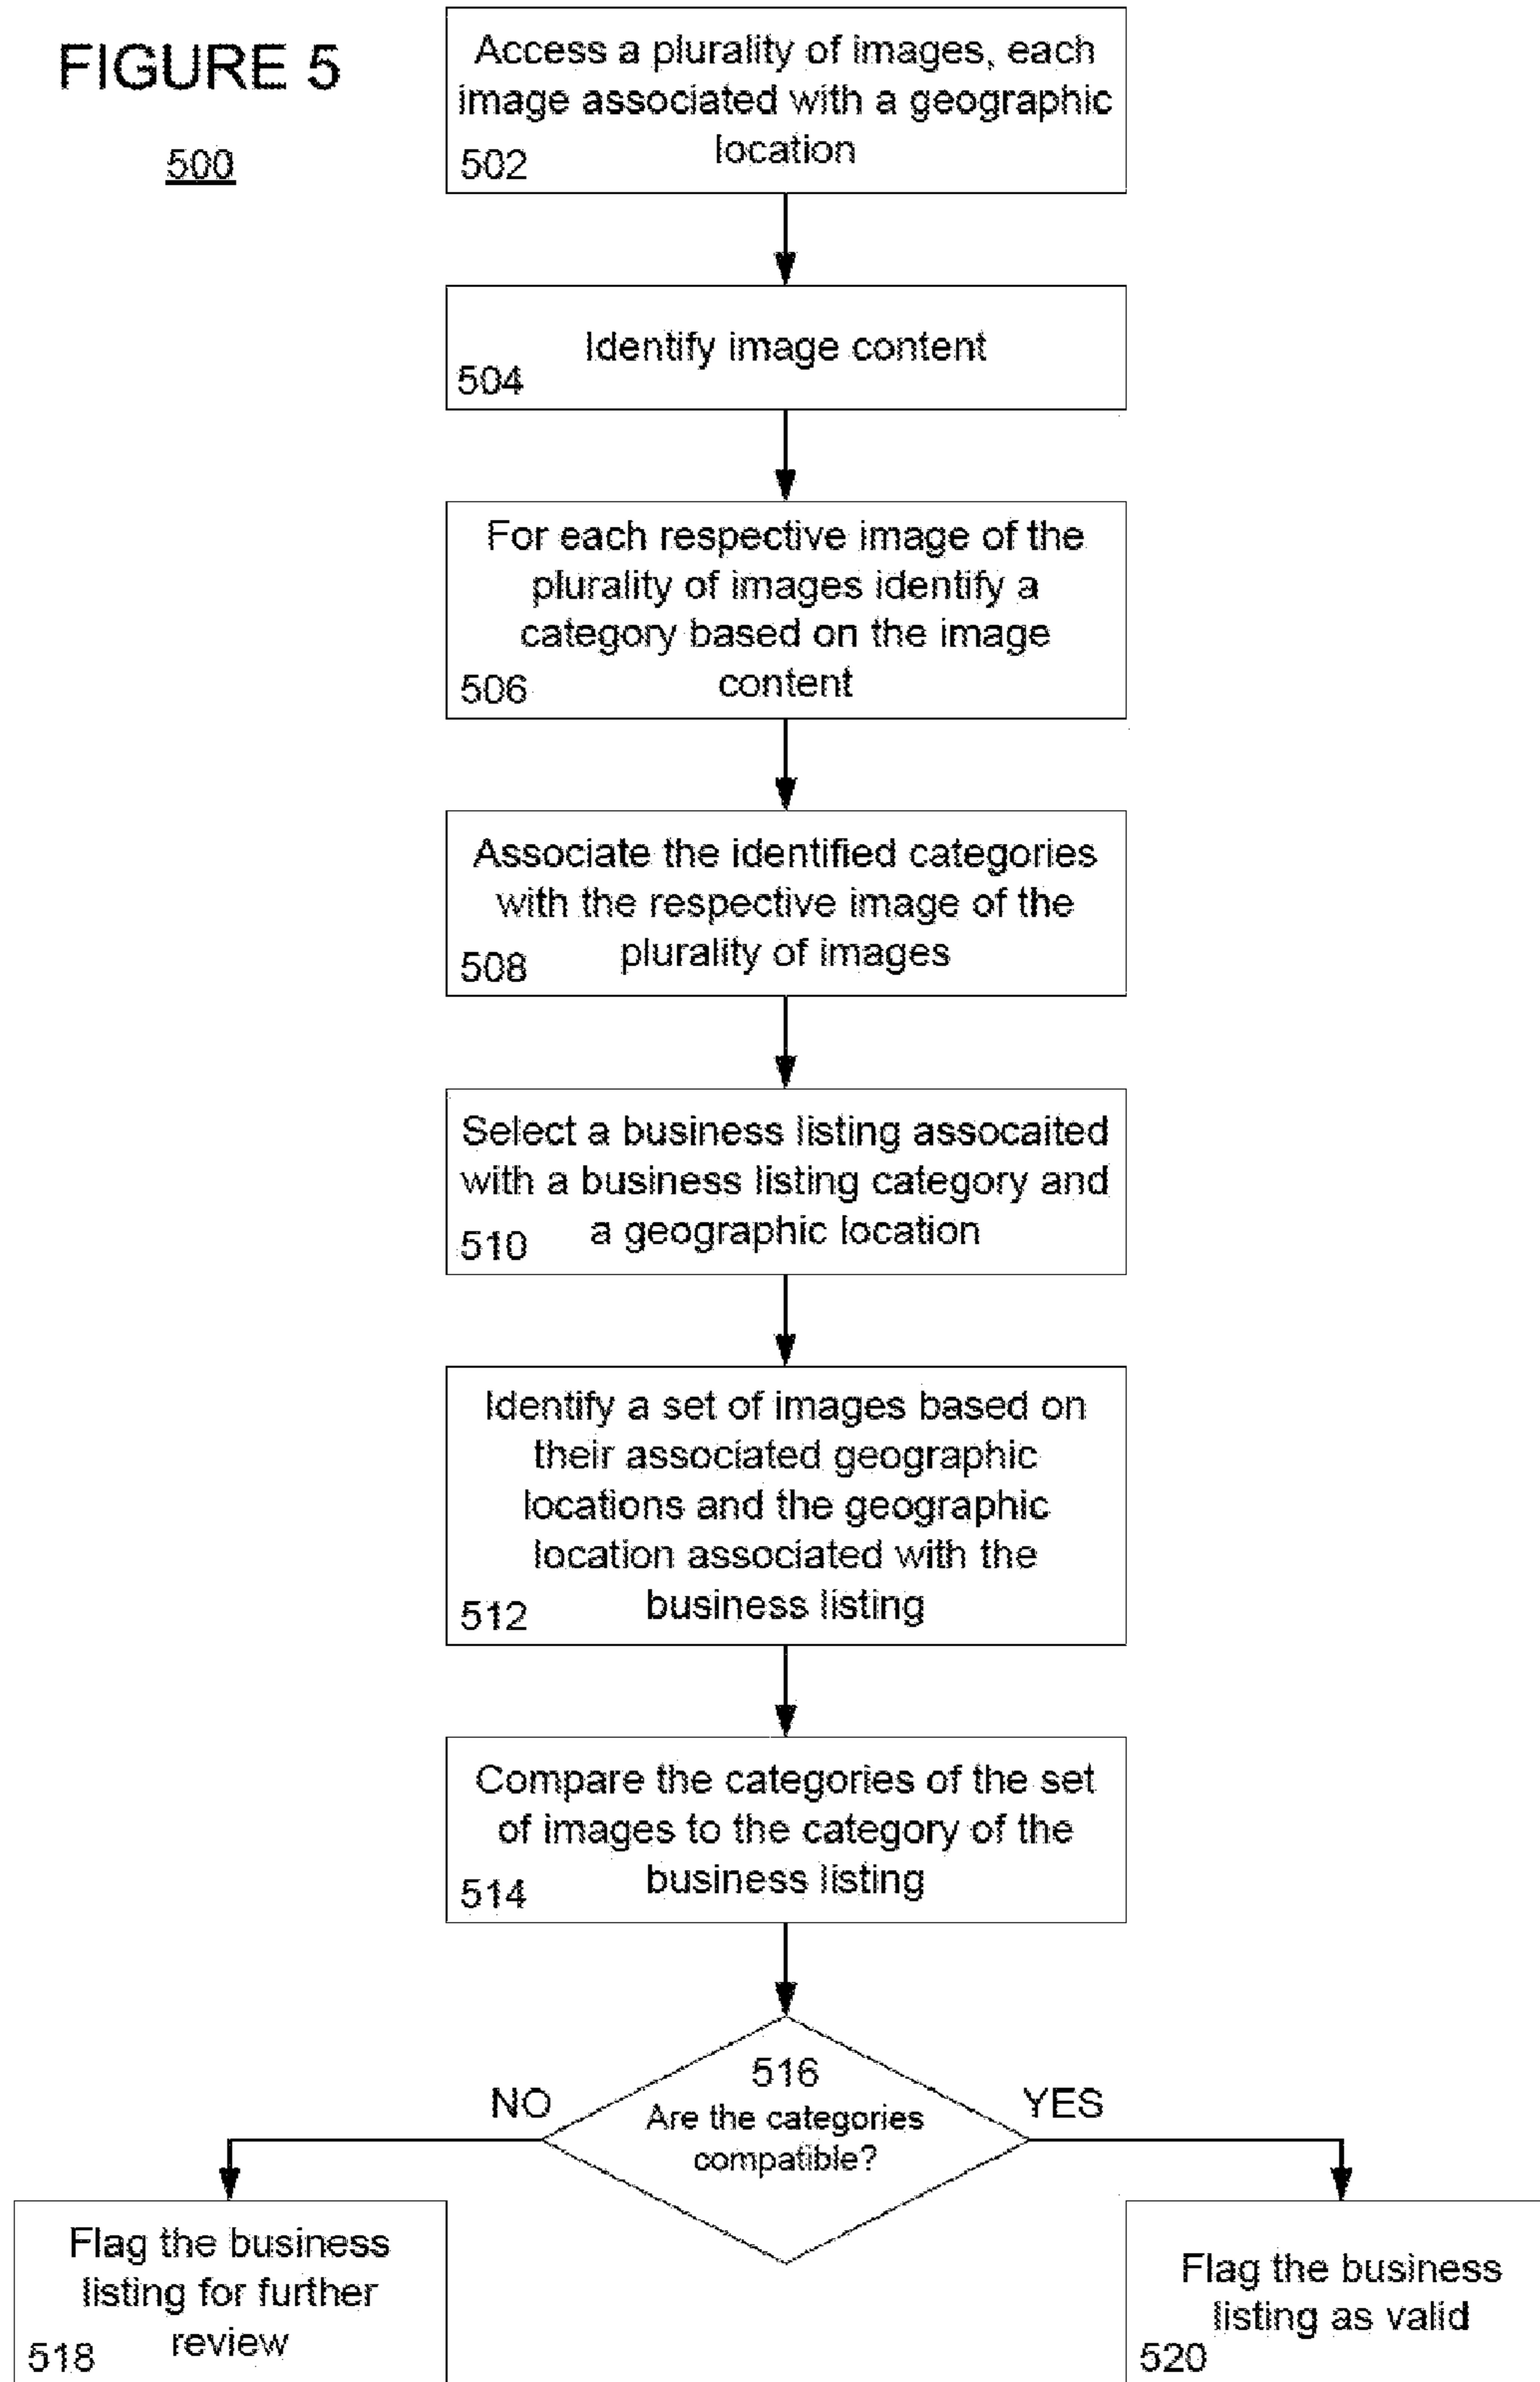 FIGURE 5
500
Access a plurality of images, each
image associated with a geographic
location
502
Identify image content
504
For each respective image of the
plurality of images identify a
category based on the image
content
506
Associate the identified categories
with the respective image of the
plurality of images
508
Select a business listing assocaited
with a business listing category and
a geographic location
510
Identify a set of images based on
their associated geographic
locations and the geographic
location associated with the
business listing
512
Compare the categories of the set
of images to the category of the
business listing
514
516
Are the categories
compatible?
NO
YES
Flag the business
listing for further
review
518
Flag the business
listing as valid
520